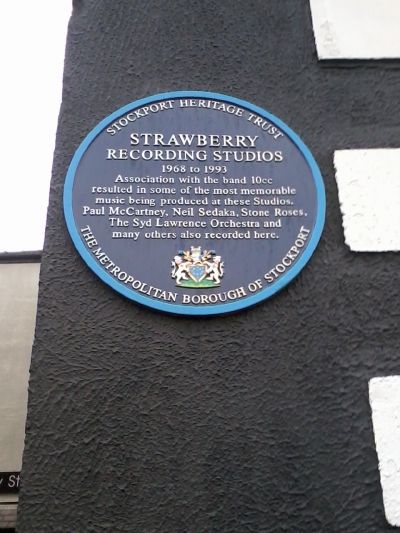 STOCKPORT HERITAGE TRUST
STRAWBERRY
RECORDING STUDIOS
1968 to 1993
Association with the band 10cc
resulted in some of the most memorable
music being produced at these Studios.
Paul McCartney, Neil Sedaka, Stone Roses,
The Syd Lawrence Orchestra and
many others also recorded here.
THE METROPOLITAN BOROUGH OF STOCKPORT